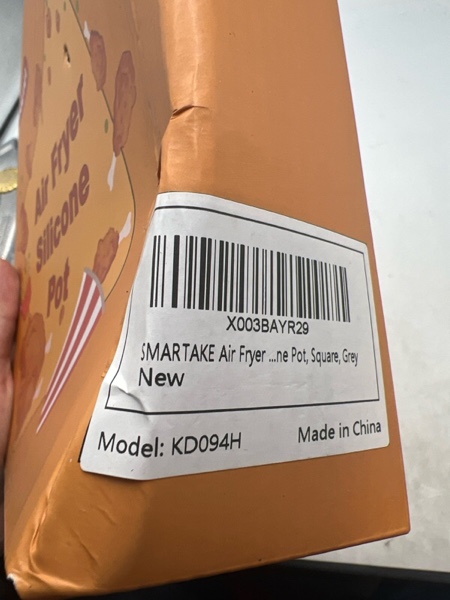 Air Fryer
Silicone
Pot
X003BAYR29
SMARTAKE Air Fryer ...ne Pot, Square, Grey
New
Model: KD094H
Made in China